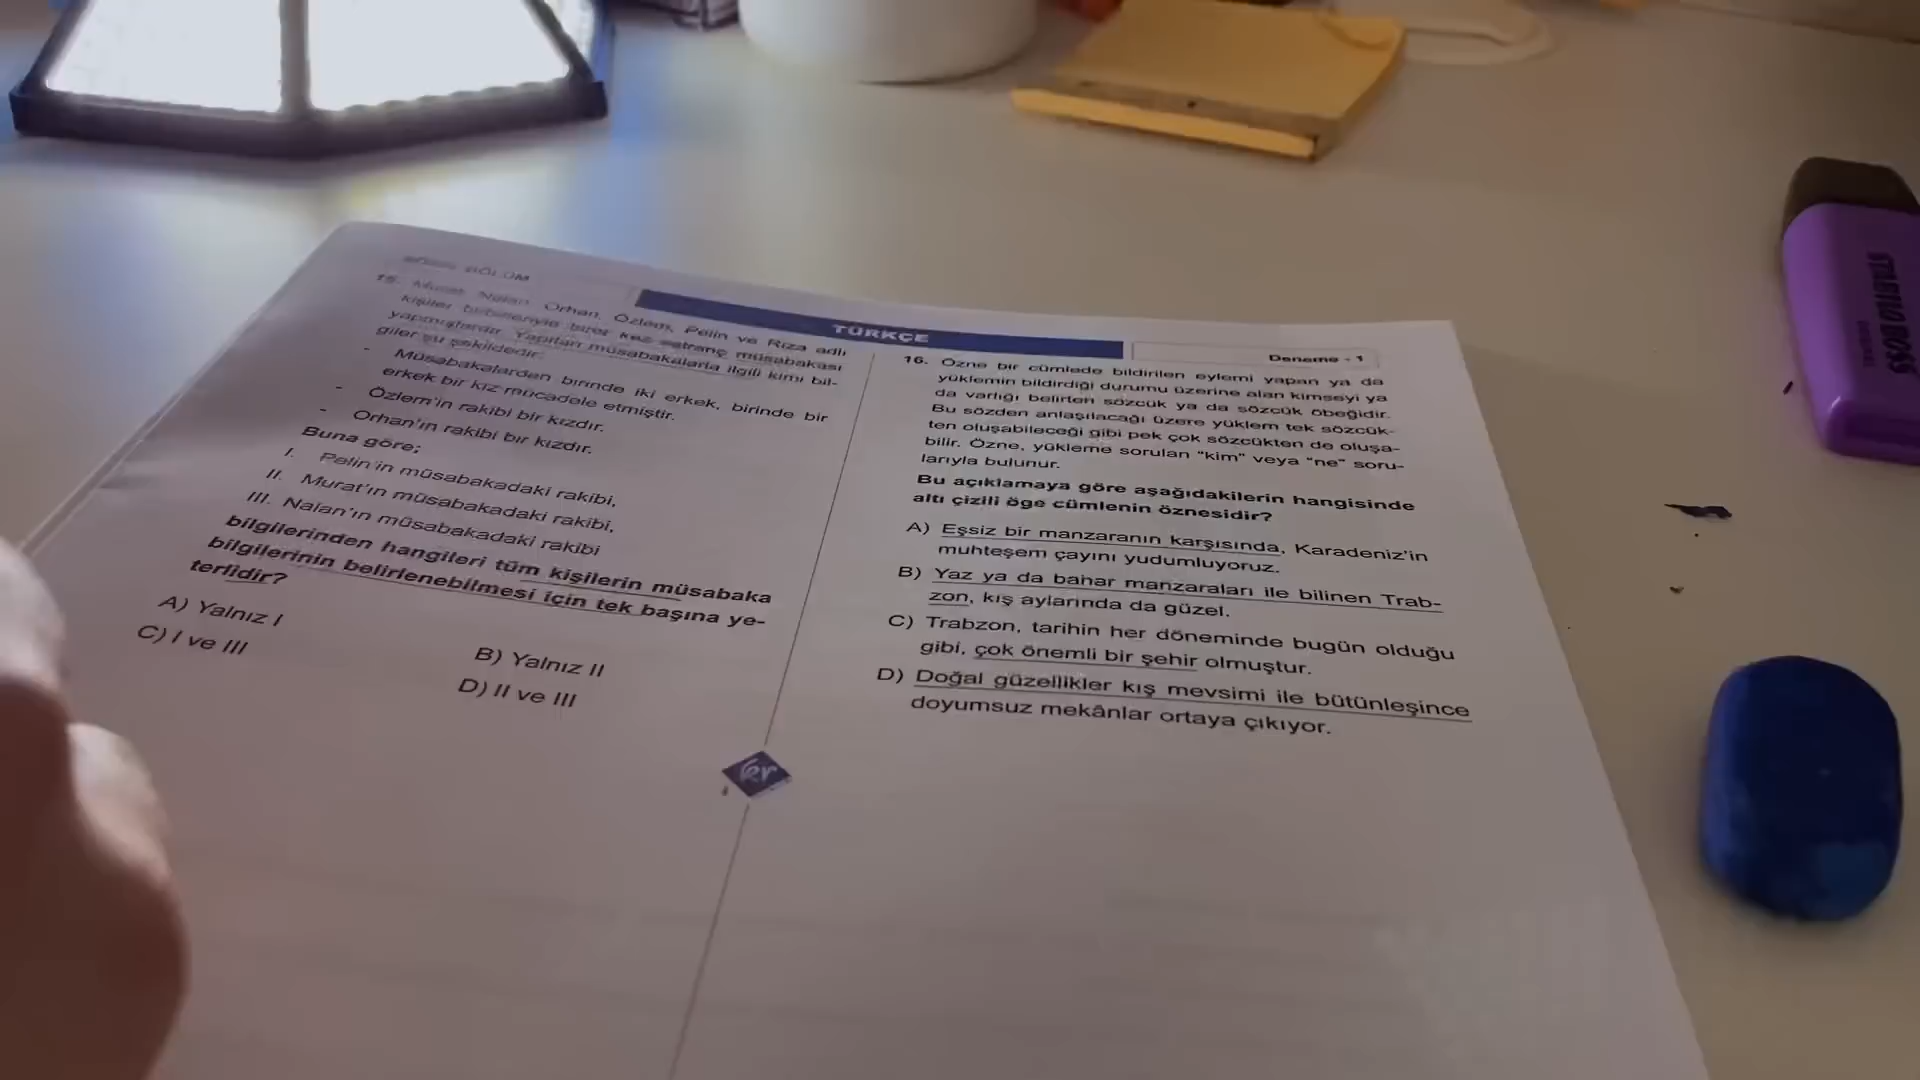 BÖLÜM
TÜRKÇE
Deneme - 1
15. Murat, Nalan, Orhan, Özlem, Pelin ve Rıza adlı
kişiler birbirleriyle birer kez satranç müsabakası
yapmışlardır. Yapılan müsabakalarla ilgili kimi bil-
giler şu şekildedir:
- Müsabakalardan birinde iki erkek, birinde bir
erkek bir kız mücadele etmiştir.
- Özlem'in rakibi bir kızdır.
- Orhan'ın rakibi bir kızdır.
Buna göre;
I. Pelin'in müsabakadaki rakibi,
II. Murat'ın müsabakadaki rakibi,
III. Nalan'ın müsabakadaki rakibi
bilgilerinden hangileri tüm kişilerin müsabaka
bilgilerinin belirlenebilmesi için tek başına ye-
terlidir?
A) Yalnız I
B) Yalnız II
C) I ve III
D) II ve III
16. Özne bir cümlede bildirilen eylemi yapan ya da
yüklemin bildirdiği durumu üzerine alan kimseyi ya
da varlığı belirten sözcük ya da sözcük öbeğidir.
Bu sözden anlaşılacağı üzere yüklem tek sözcük-
ten oluşabileceği gibi pek çok sözcükten de oluşa-
bilir. Özne, yükleme sorulan "kim" veya "ne" soru-
larıyla bulunur.
Bu açıklamaya göre aşağıdakilerin hangisinde
altı çizili öge cümlenin öznesidir?
A) Eşsiz bir manzaranın karşısında, Karadeniz'in
muhteşem çayını yudumluyoruz.
B) Yaz ya da bahar manzaraları ile bilinen Trab-
zon, kış aylarında da güzel.
C) Trabzon, tarihin her döneminde bugün olduğu
gibi, çok önemli bir şehir olmuştur.
D) Doğal güzellikler kış mevsimi ile bütünleşince
doyumsuz mekânlar ortaya çıkıyor.
STABILO BOSS